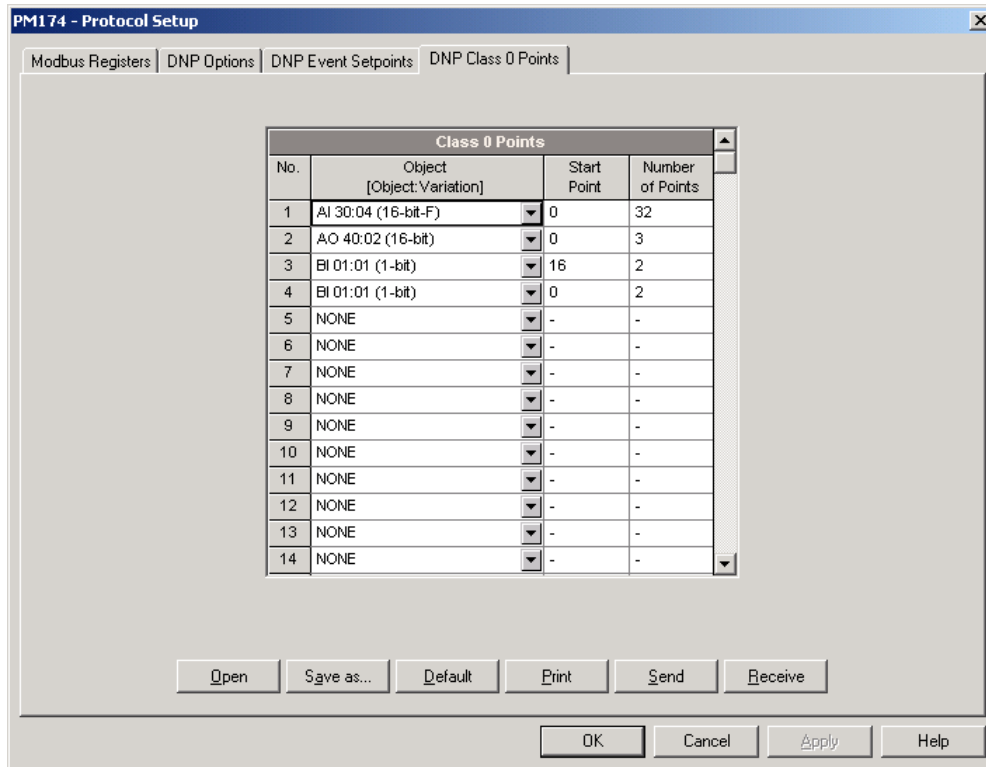 PM174 - Protocol Setup
Modbus Registers DNP Options DNP Event Setpoints DNP Class 0 Points
Class 0 Points
No. Object [Object:Variation] Start Point Number of Points
1 AI 30:04 (16-bit-F) 0 32
2 AO 40:02 (16-bit) 0 3
3 BI 01:01 (1-bit) 16 2
4 BI 01:01 (1-bit) 0 2
5 NONE - -
6 NONE - -
7 NONE - -
8 NONE - -
9 NONE - -
10 NONE - -
11 NONE - -
12 NONE - -
13 NONE - -
14 NONE - -
Open Save as... Default Print Send Receive
OK Cancel Apply Help